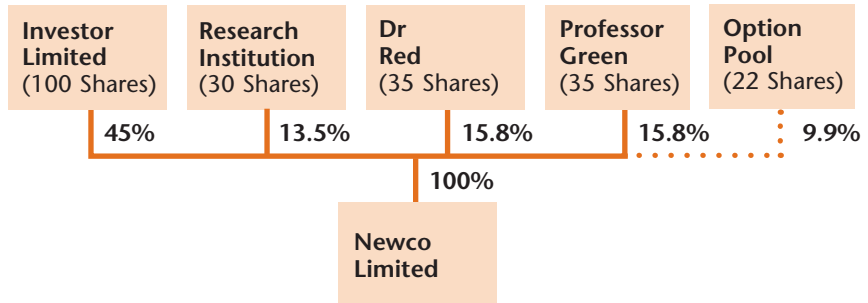 Investor
Limited
(100 Shares)
Research
Institution
(30 Shares)
Dr
Red
(35 Shares)
Professor
Green
(35 Shares)
Option
Pool
(22 Shares)
45%
13.5%
15.8%
15.8%
9.9%
100%
Newco
Limited